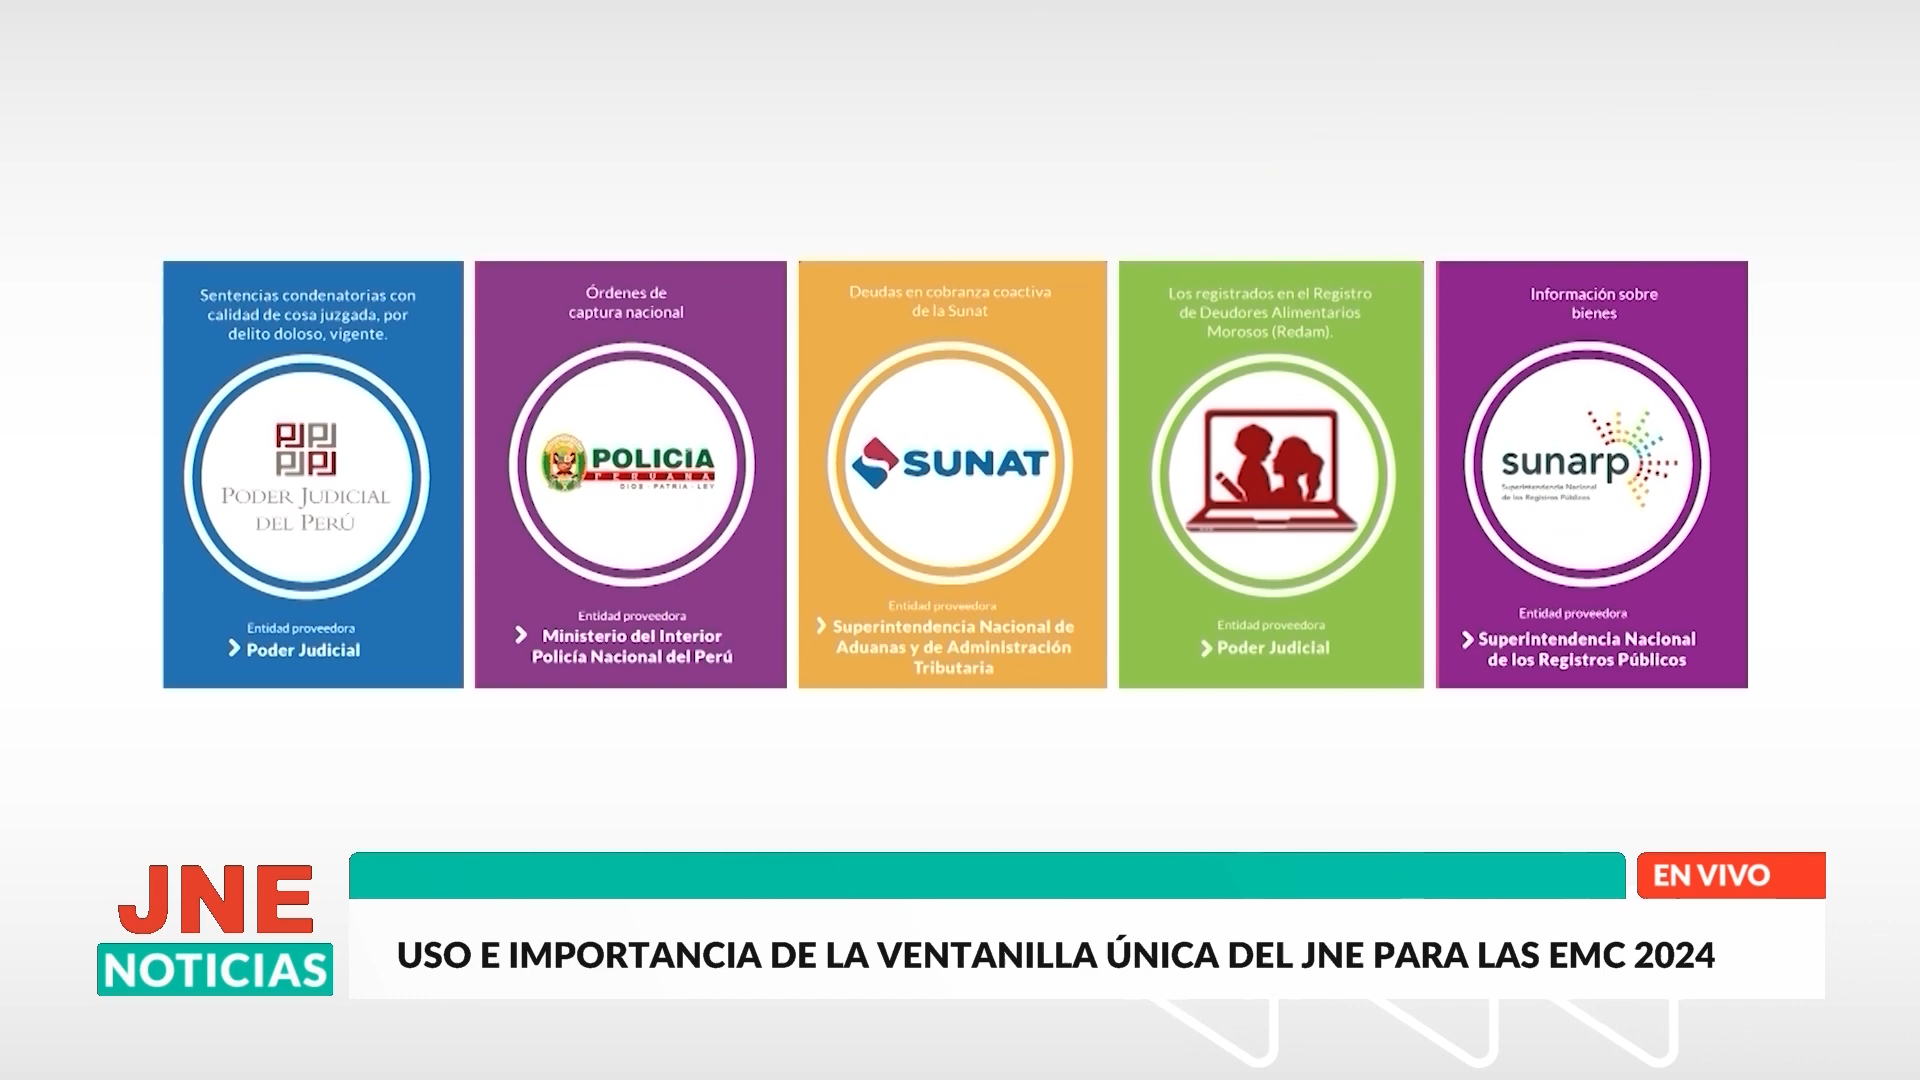 Sentencias condenatorias con
calidad de cosa juzgada, por
delito doloso, vigente.
PJPJ
PJPJ
PODER JUDICIAL
DEL PERÚ
Entidad proveedora
Poder Judicial
Órdenes de
captura nacional
POLICIA
PERUANA
DIOS - PATRIA - LEY
Entidad proveedora
Ministerio del Interior
Policía Nacional del Perú
Deudas en cobranza coactiva
de la Sunat
SUNAT
Entidad proveedora
Superintendencia Nacional de
Aduanas y de Administración
Tributaria
Los registrados en el Registro
de Deudores Alimentarios
Morosos (Redam).
Entidad proveedora
Poder Judicial
Información sobre
bienes
sunarp
Superintendencia Nacional
de los Registros Públicos
Entidad proveedora
Superintendencia Nacional
de los Registros Públicos
JNE
NOTICIAS
EN VIVO
USO E IMPORTANCIA DE LA VENTANILLA ÚNICA DEL JNE PARA LAS EMC 2024